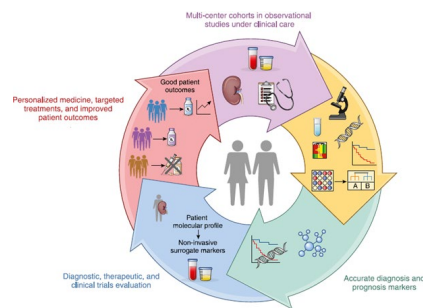 Multi-center cohorts in observational
studies under clinical care
Good patient
outcomes
Personalized medicine, targeted
treatments, and improved
patient outcomes
A B
Patient
molecular profile
Non-invasive
surrogate markers
Diagnostic, therapeutic, and
clinical trials evaluation
Accurate diagnosis and
prognosis markers